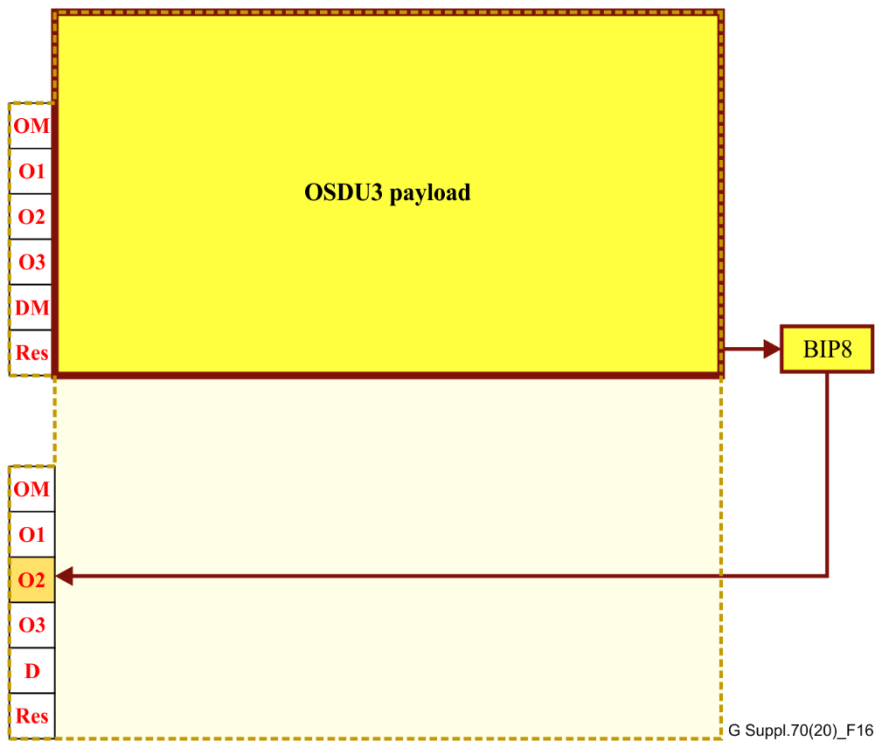 OM
O1
O2
O3
DM
Res
OSDU3 payload
BIP8
OM
O1
O2
O3
D
Res
G Suppl.70(20)_F16